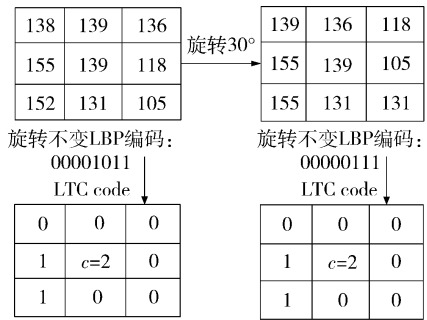 138 139 136
155 139 118
152 131 105
旋转30°
139 136 118
155 139 105
155 131 131
旋转不变LBP编码：
00001011
LTC code
旋转不变LBP编码：
00000111
LTC code
0 0 0
1 c=2 0
1 0 0
0 0 0
1 c=2 0
1 0 0